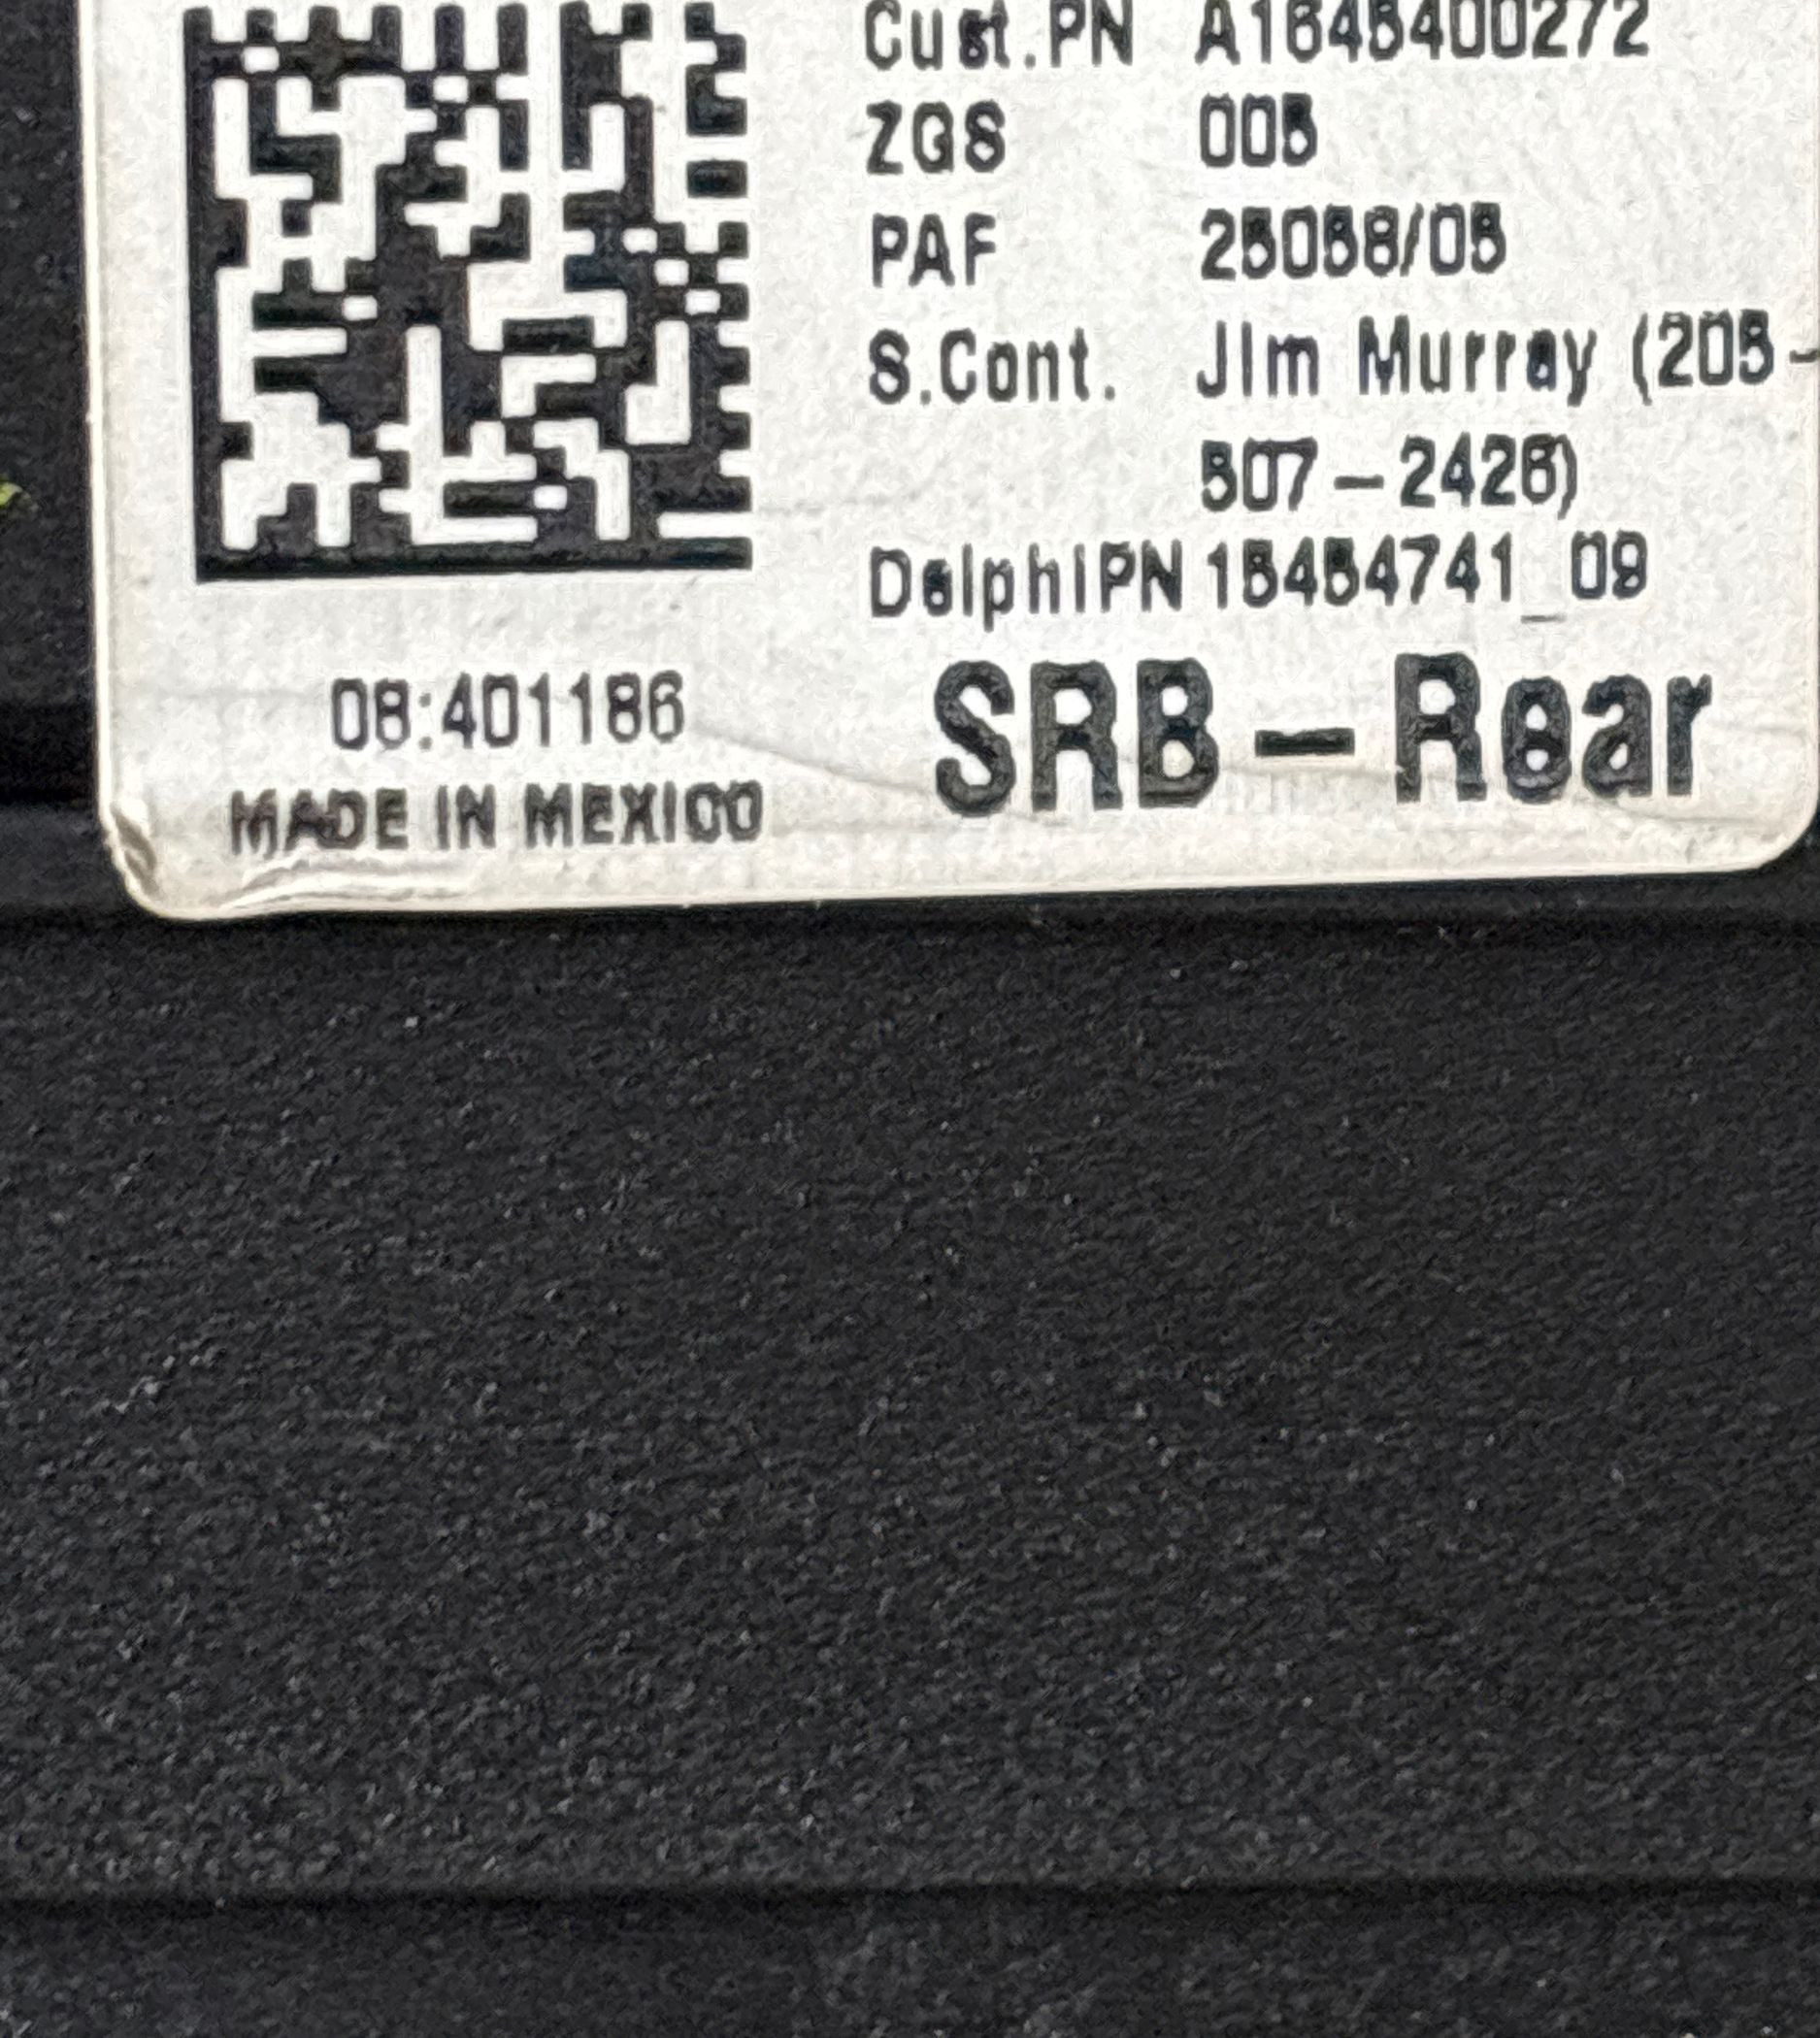 Cust.PN A1645400272
ZGS 005
PAF 25058/05
S.Cont. Jim Murray (205-
507-2426)
DelphiPN 15454741_09
SRB-Rear
08:401186
MADE IN MEXICO